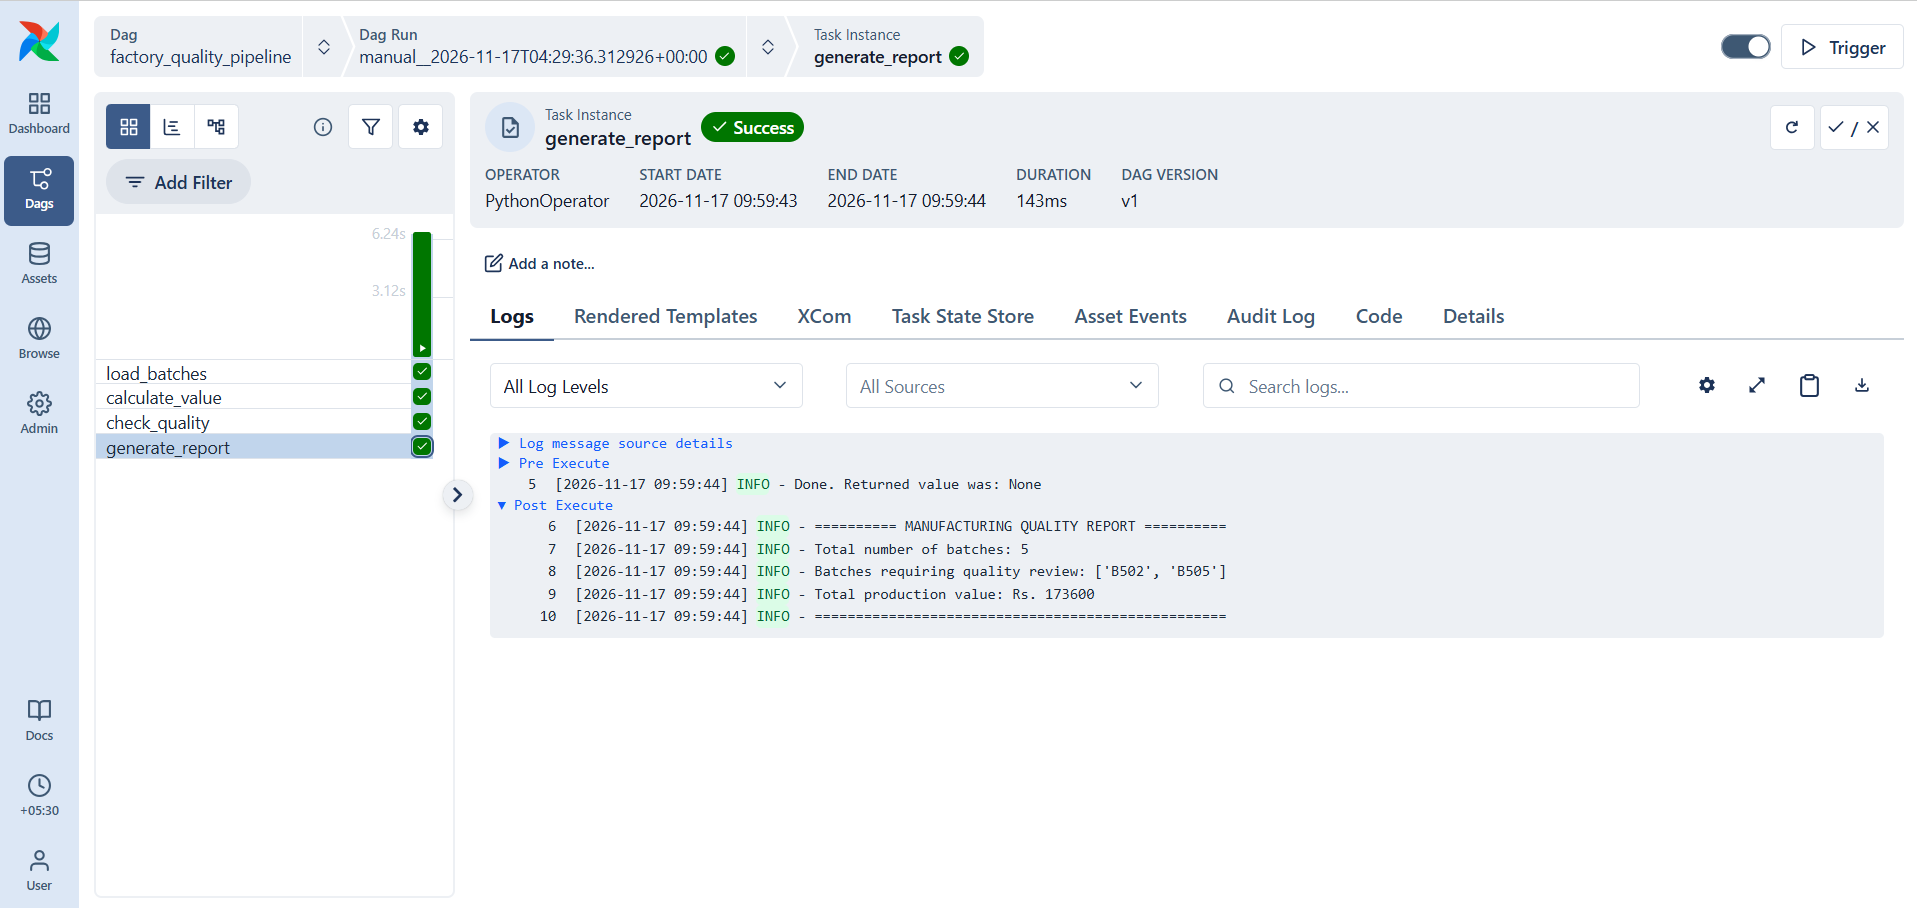 Dag
factory_quality_pipeline
Dag Run
manual__2026-11-17T04:29:36.312926+00:00
Task Instance
generate_report
Trigger
Dashboard
Dags
Assets
Browse
Admin
Docs
+05:30
User
Add Filter
6.24s
3.12s
load_batches
calculate_value
check_quality
generate_report
Task Instance
generate_report
Success
/
OPERATOR START DATE END DATE DURATION DAG VERSION
PythonOperator 2026-11-17 09:59:43 2026-11-17 09:59:44 143ms v1
Add a note...
Logs Rendered Templates XCom Task State Store Asset Events Audit Log Code Details
All Log Levels All Sources Search logs...
Log message source details
Pre Execute
5 [2026-11-17 09:59:44] INFO - Done. Returned value was: None
Post Execute
6 [2026-11-17 09:59:44] INFO - ========== MANUFACTURING QUALITY REPORT ==========
7 [2026-11-17 09:59:44] INFO - Total number of batches: 5
8 [2026-11-17 09:59:44] INFO - Batches requiring quality review: ['B502', 'B505']
9 [2026-11-17 09:59:44] INFO - Total production value: Rs. 173600
10 [2026-11-17 09:59:44] INFO - ==================================================